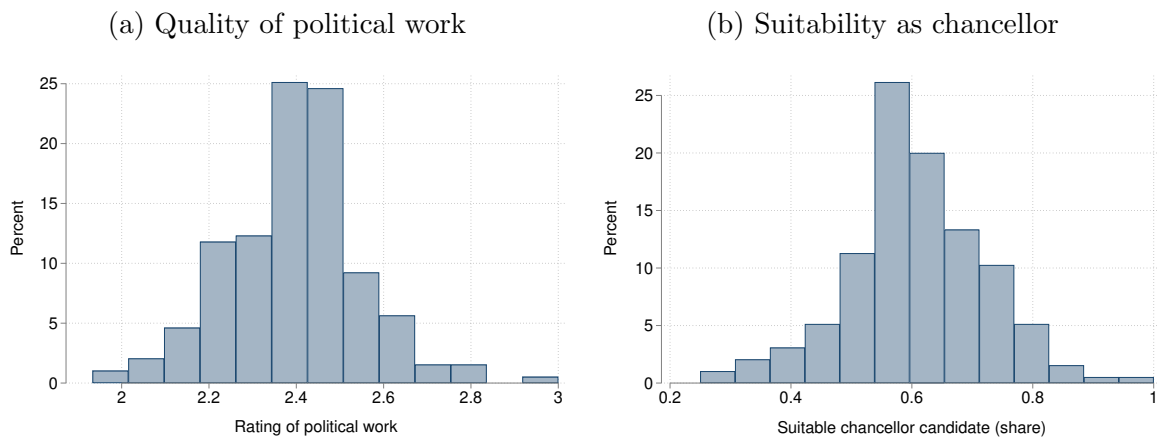 (a) Quality of political work
25
20
15
10
5
0
Percent
2 2.2 2.4 2.6 2.8 3
Rating of political work
(b) Suitability as chancellor
25
20
15
10
5
0
Percent
0.2 0.4 0.6 0.8 1
Suitable chancellor candidate (share)